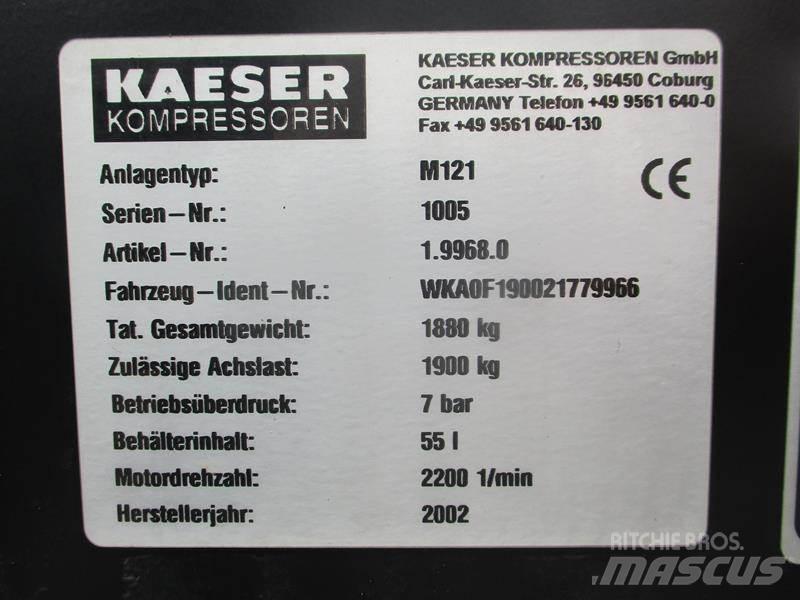 KAESER
KOMPRESSOREN
KAESER KOMPRESSOREN GmbH
Carl-Kaeser-Str. 26, 96450 Coburg
GERMANY Telefon +49 9561 640-0
Fax +49 9561 640-130
CE
Anlagentyp: M121
Serien-Nr.: 1005
Artikel-Nr.: 1.9968.0
Fahrzeug-Ident-Nr.: WKA0F190021779966
Tat. Gesamtgewicht: 1880 kg
Zulässige Achslast: 1900 kg
Betriebsüberdruck: 7 bar
Behälterinhalt: 55 l
Motordrehzahl: 2200 1/min
Herstellerjahr: 2002
RITCHIE BROS.
MASCUS